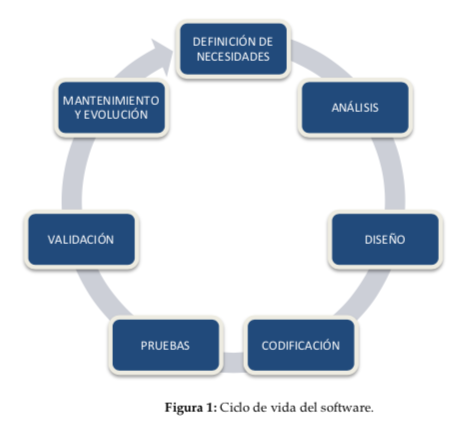 DEFINICIÓN DE
NECESIDADES
ANÁLISIS
DISEÑO
CODIFICACIÓN
PRUEBAS
VALIDACIÓN
MANTENIMIENTO
Y EVOLUCIÓN
Figura 1: Ciclo de vida del software.